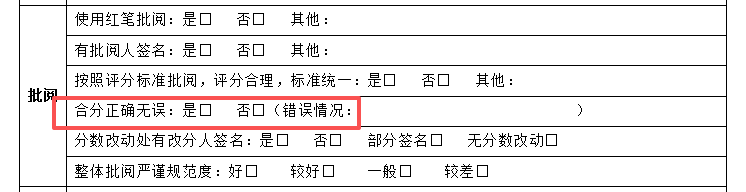 使用红笔批阅：是□ 否□ 其他：
有批阅人签名：是□ 否□ 其他：
按照评分标准批阅，评分合理，标准统一：是□ 否□ 其他：
批阅
合分正确无误：是□ 否□（错误情况： ）
分数改动处有改分人签名：是□ 否□ 部分签名□ 无分数改动□
整体批阅严谨规范度：好□ 较好□ 一般□ 较差□